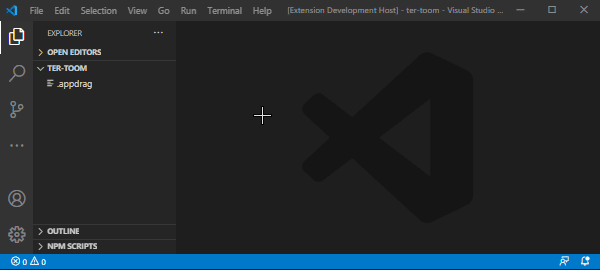 File Edit Selection View Go Run Terminal Help [Extension Development Host] - ter-toom - Visual Studio ...
EXPLORER ...
OPEN EDITORS
TER-TOOM
.appdrag
OUTLINE
NPM SCRIPTS
0 0